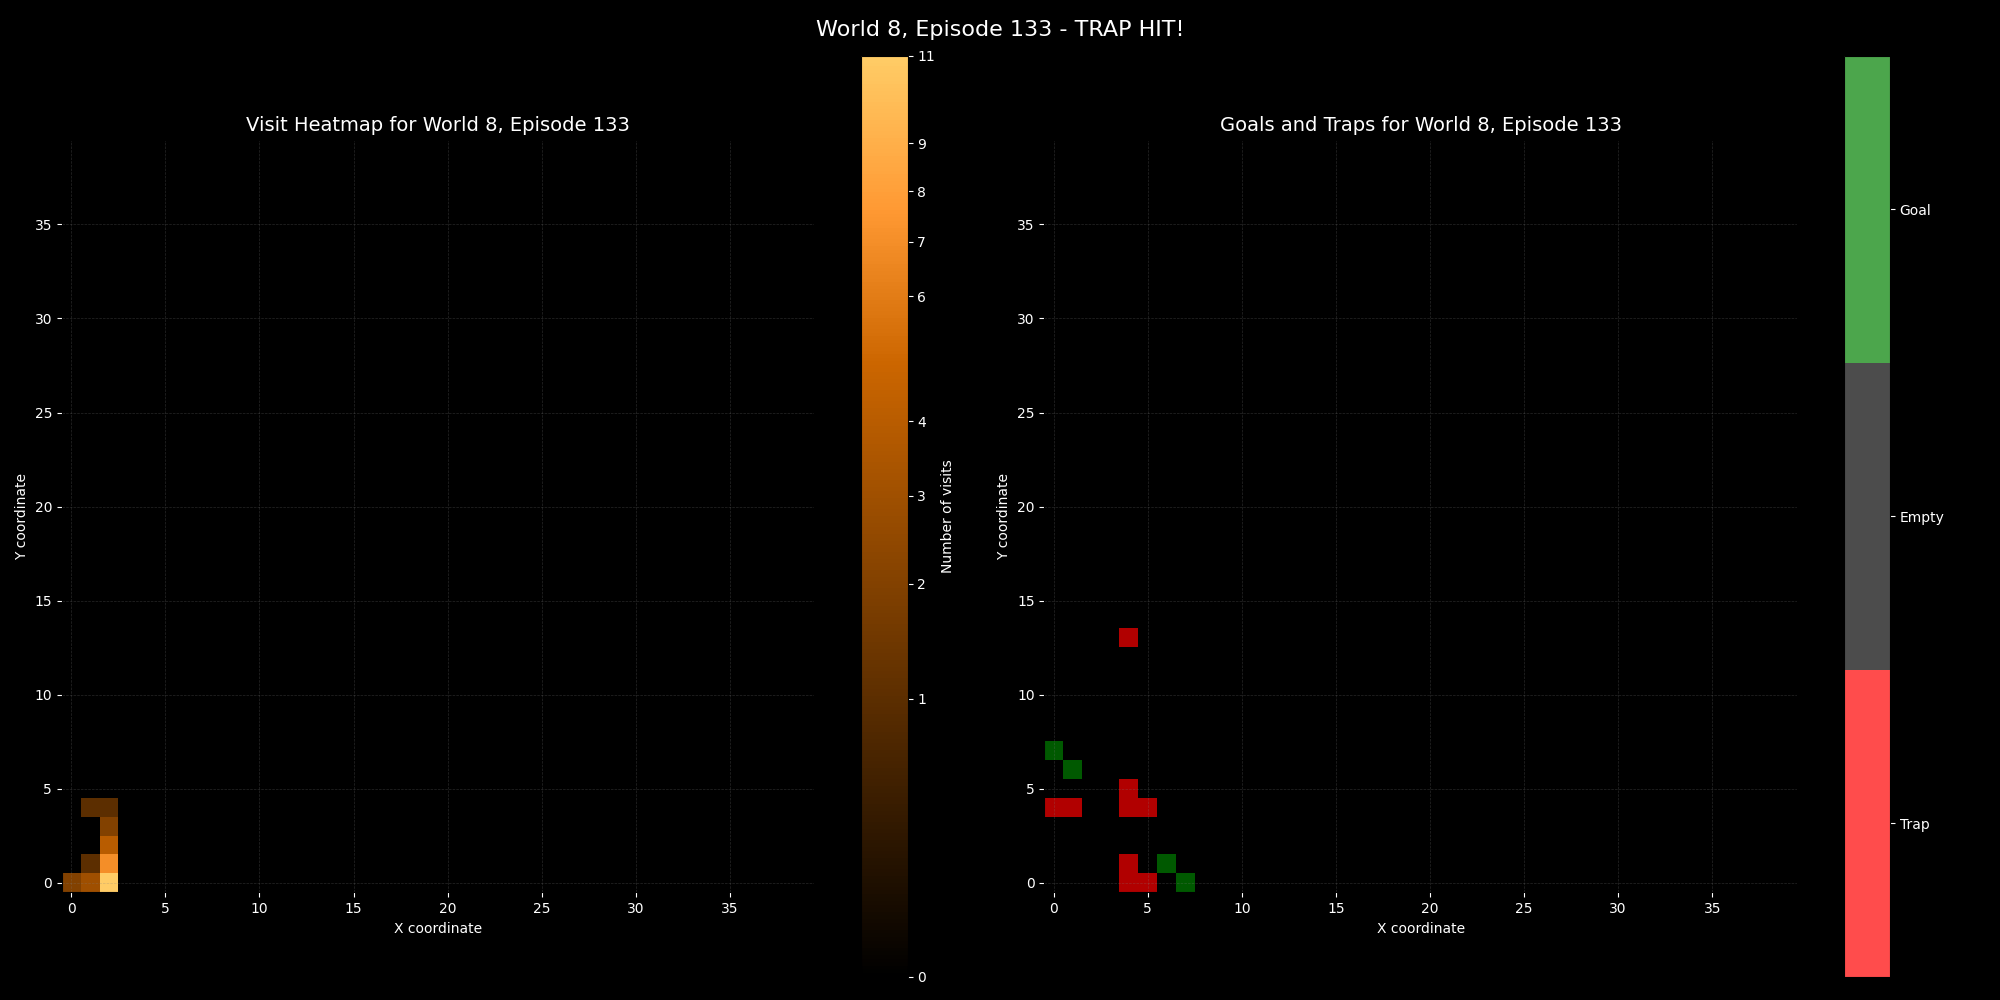 World 8, Episode 133 - TRAP HIT!
Visit Heatmap for World 8, Episode 133
35
30
25
20
15
10
5
0
Y coordinate
0 5 10 15 20 25 30 35
X coordinate
11
9
8
7
6
4
3
2
1
0
Number of visits
Goals and Traps for World 8, Episode 133
35
30
25
20
15
10
5
0
Y coordinate
0 5 10 15 20 25 30 35
X coordinate
Goal
Empty
Trap